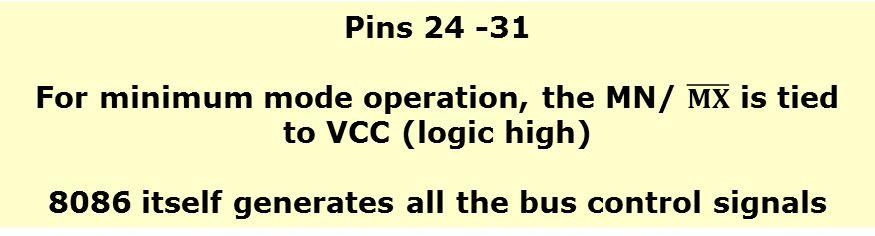 Pins 24 -31
For minimum mode operation, the MN/ M̅X̅ is tied
to VCC (logic high)
8086 itself generates all the bus control signals